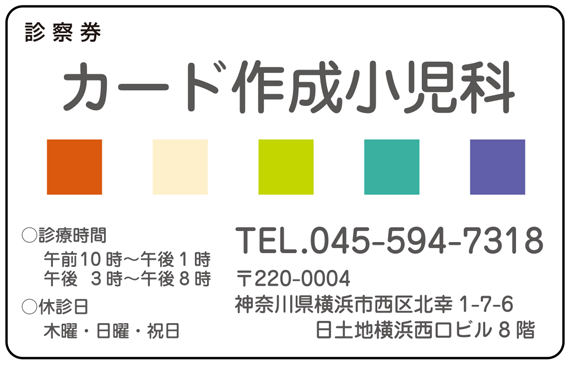 診察券
カード作成小児科
○診療時間
午前10時～午後1時
午後 3時～午後8時
○休診日
木曜・日曜・祝日
TEL.045-594-7318
〒220-0004
神奈川県横浜市西区北幸1-7-6
日土地横浜西口ビル8階